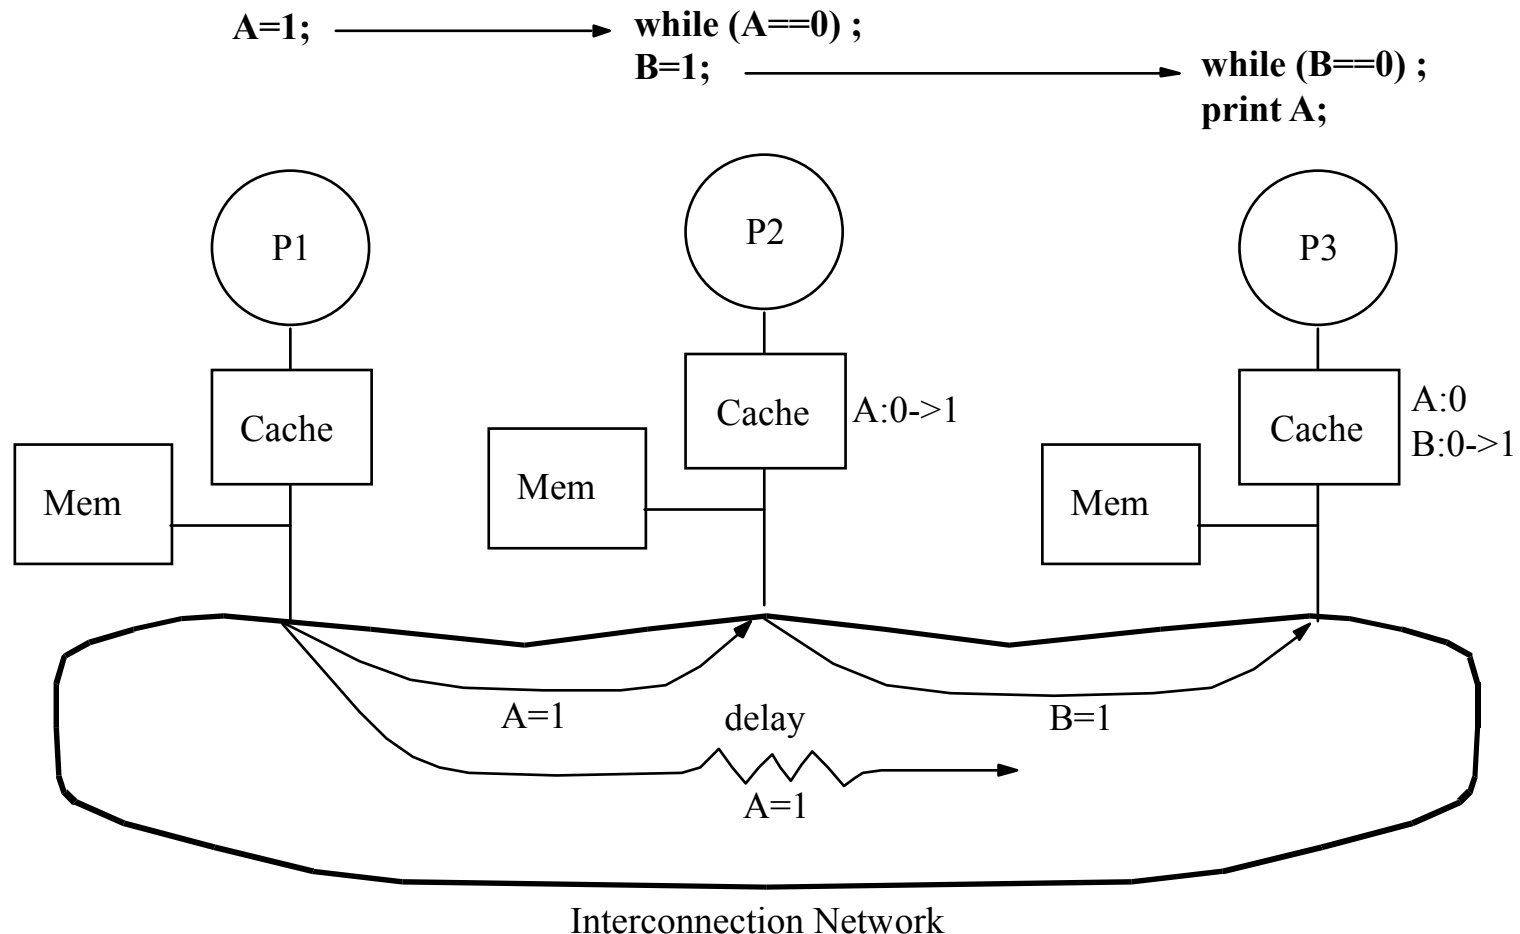 A=1;
while (A==0) ;
B=1;
while (B==0) ;
print A;
P1
P2
P3
Cache
Cache
A:0->1
Cache
A:0
B:0->1
Mem
Mem
Mem
A=1
delay
B=1
A=1
Interconnection Network